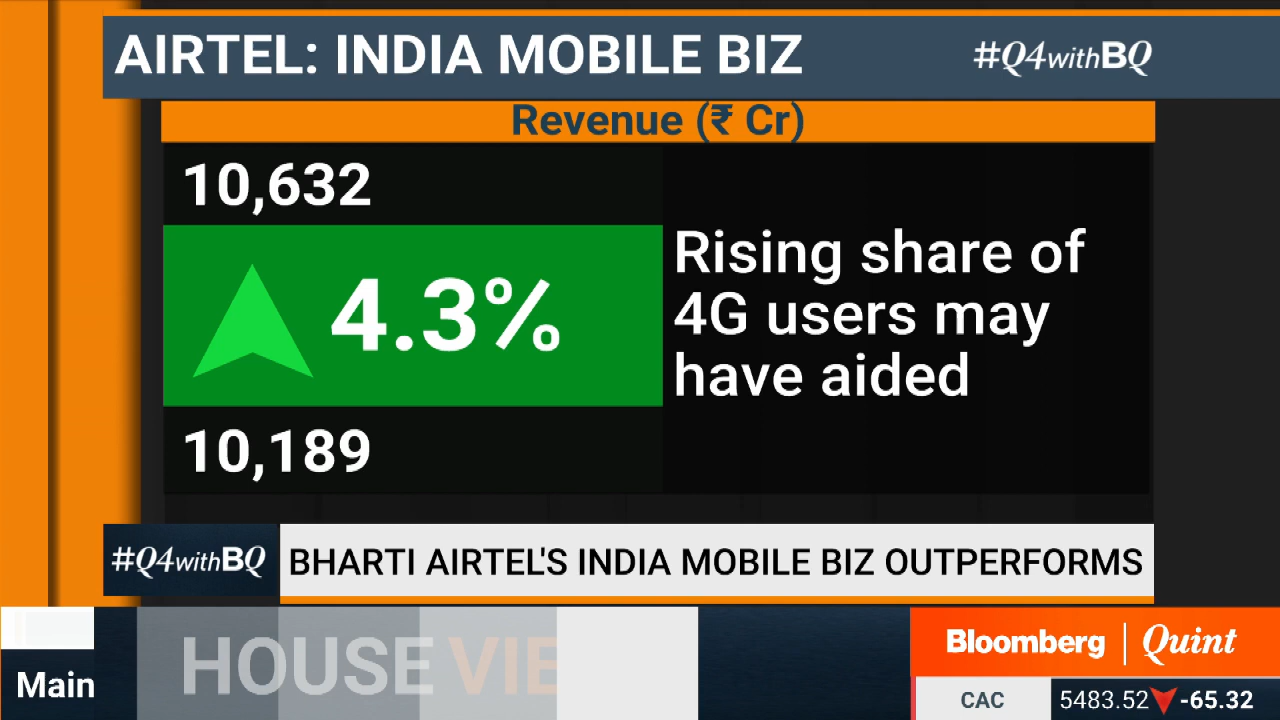 AIRTEL: INDIA MOBILE BIZ
#Q4withBQ
Revenue (₹ Cr)
10,632
4.3%
10,189
Rising share of
4G users may
have aided
#Q4withBQ
BHARTI AIRTEL'S INDIA MOBILE BIZ OUTPERFORMS
Main
HOUSE VIE
Bloomberg | Quint
CAC
5483.52 -65.32